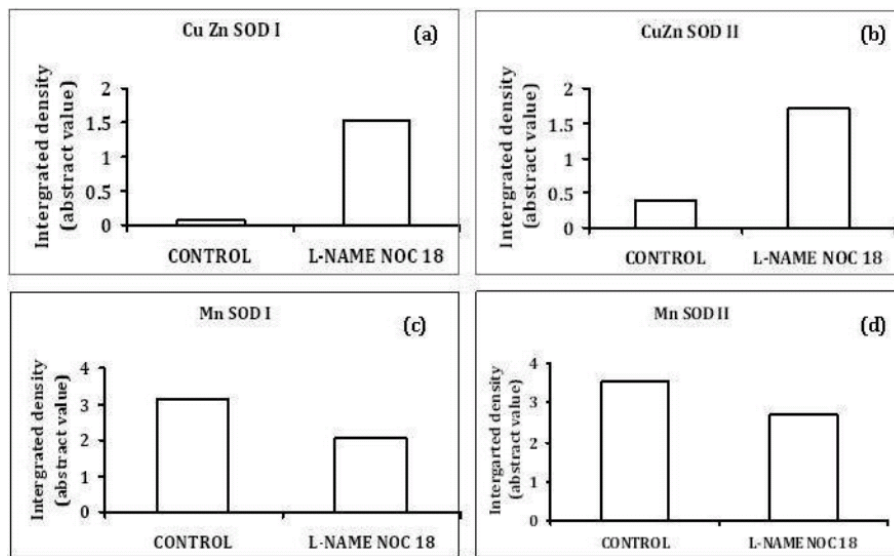 Cu Zn SOD I
(a)
Intergrated density
(abstract value)
2
1.5
1
0.5
0
CONTROL
L-NAME NOC 18
CuZn SOD II
(b)
Intergrated density
(abstract value)
2
1.5
1
0.5
0
CONTROL
L-NAME NOC 18
Mn SOD I
(c)
Intergrated density
(abstract value)
4
3
2
1
0
CONTROL
L-NAME NOC 18
Mn SOD II
(d)
Intergarted density
(abstract value)
4
3
2
1
0
CONTROL
L-NAME NOC 18